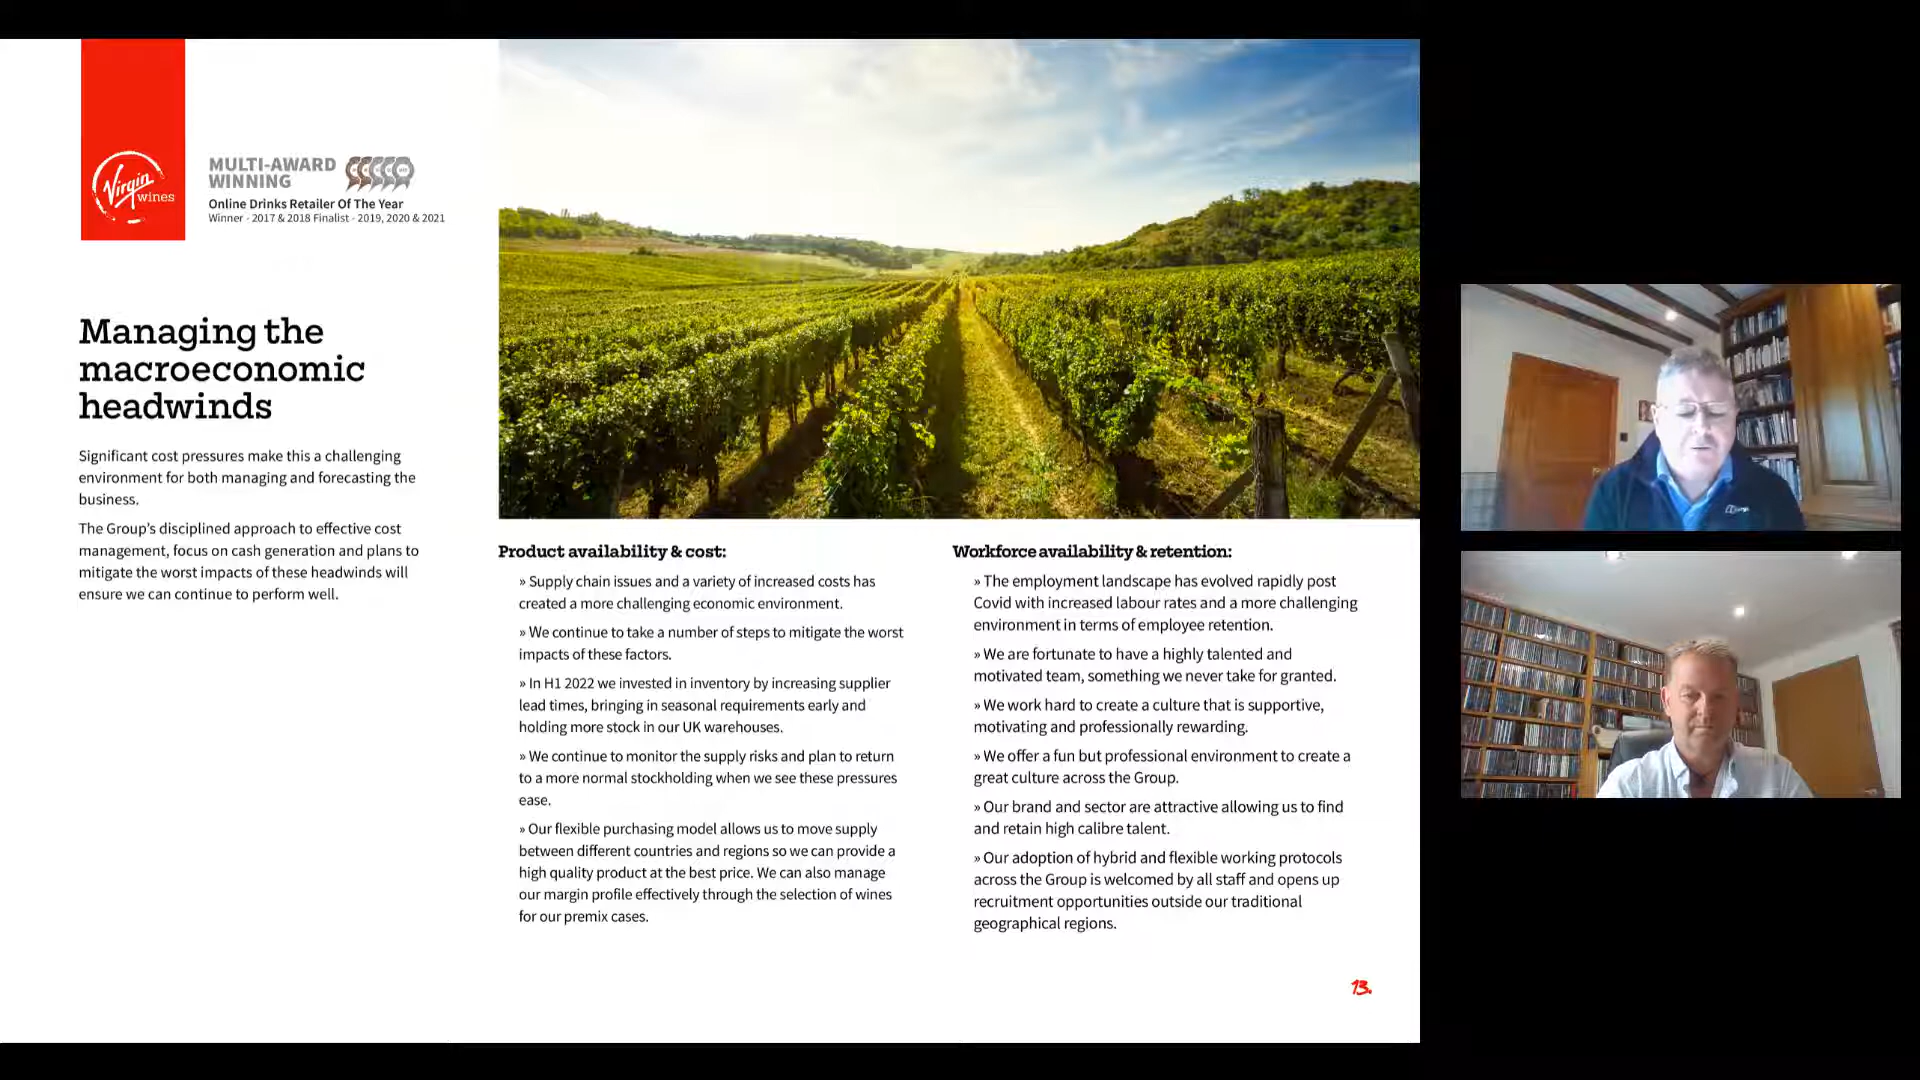 Virgin
wines
MULTI-AWARD
WINNING
Online Drinks Retailer Of The Year
Winner - 2017 & 2018 Finalist - 2019, 2020 & 2021
Managing the
macroeconomic
headwinds
Significant cost pressures make this a challenging
environment for both managing and forecasting the
business.
The Group’s disciplined approach to effective cost
management, focus on cash generation and plans to
mitigate the worst impacts of these headwinds will
ensure we can continue to perform well.
Product availability & cost:
» Supply chain issues and a variety of increased costs has
created a more challenging economic environment.
» We continue to take a number of steps to mitigate the worst
impacts of these factors.
» In H1 2022 we invested in inventory by increasing supplier
lead times, bringing in seasonal requirements early and
holding more stock in our UK warehouses.
» We continue to monitor the supply risks and plan to return
to a more normal stockholding when we see these pressures
ease.
» Our flexible purchasing model allows us to move supply
between different countries and regions so we can provide a
high quality product at the best price. We can also manage
our margin profile effectively through the selection of wines
for our premix cases.
Workforce availability & retention:
» The employment landscape has evolved rapidly post
Covid with increased labour rates and a more challenging
environment in terms of employee retention.
» We are fortunate to have a highly talented and
motivated team, something we never take for granted.
» We work hard to create a culture that is supportive,
motivating and professionally rewarding.
» We offer a fun but professional environment to create a
great culture across the Group.
» Our brand and sector are attractive allowing us to find
and retain high calibre talent.
» Our adoption of hybrid and flexible working protocols
across the Group is welcomed by all staff and opens up
recruitment opportunities outside our traditional
geographical regions.
13.